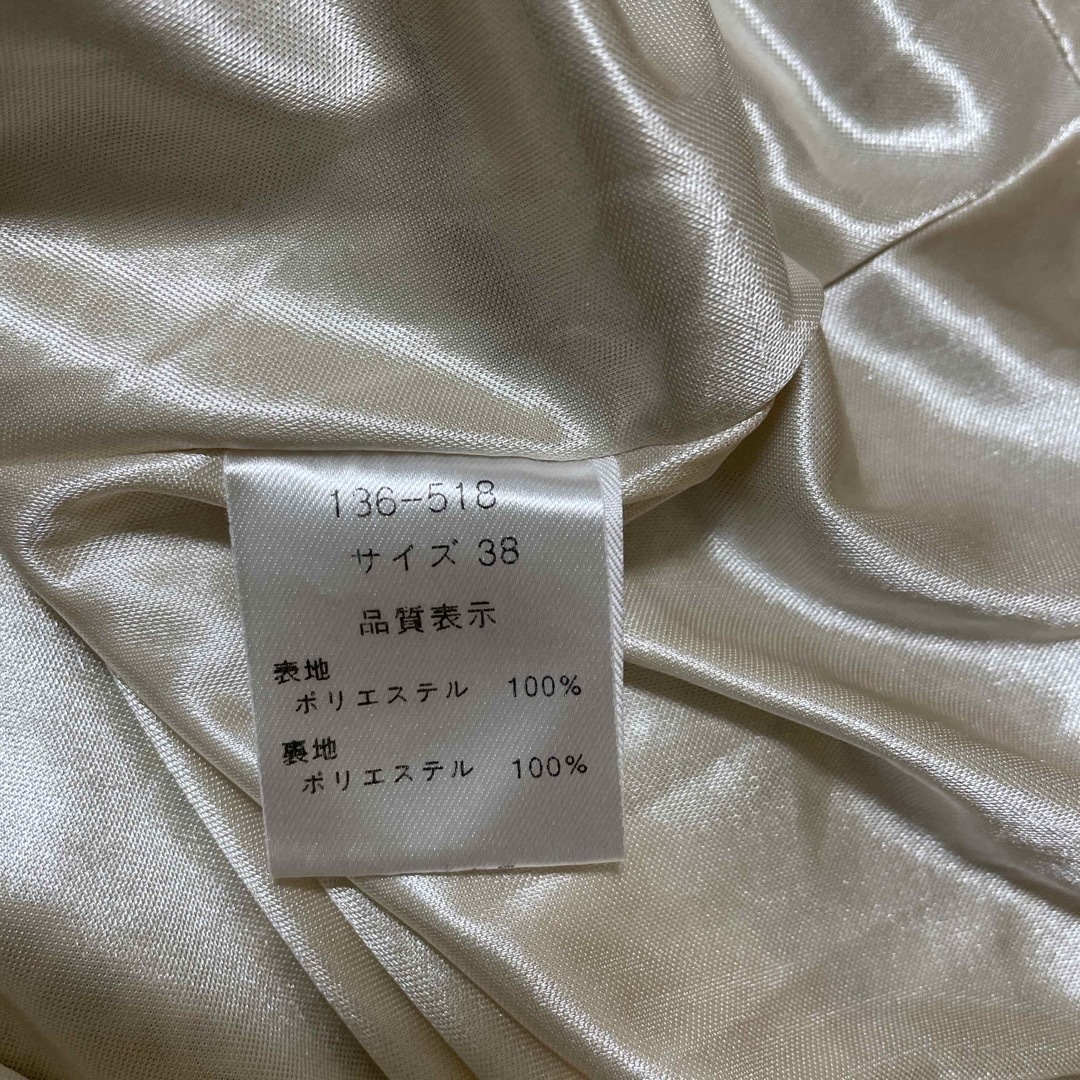 136-518
サイズ 38
品質表示
表地
ポリエステル 100%
裏地
ポリエステル 100%